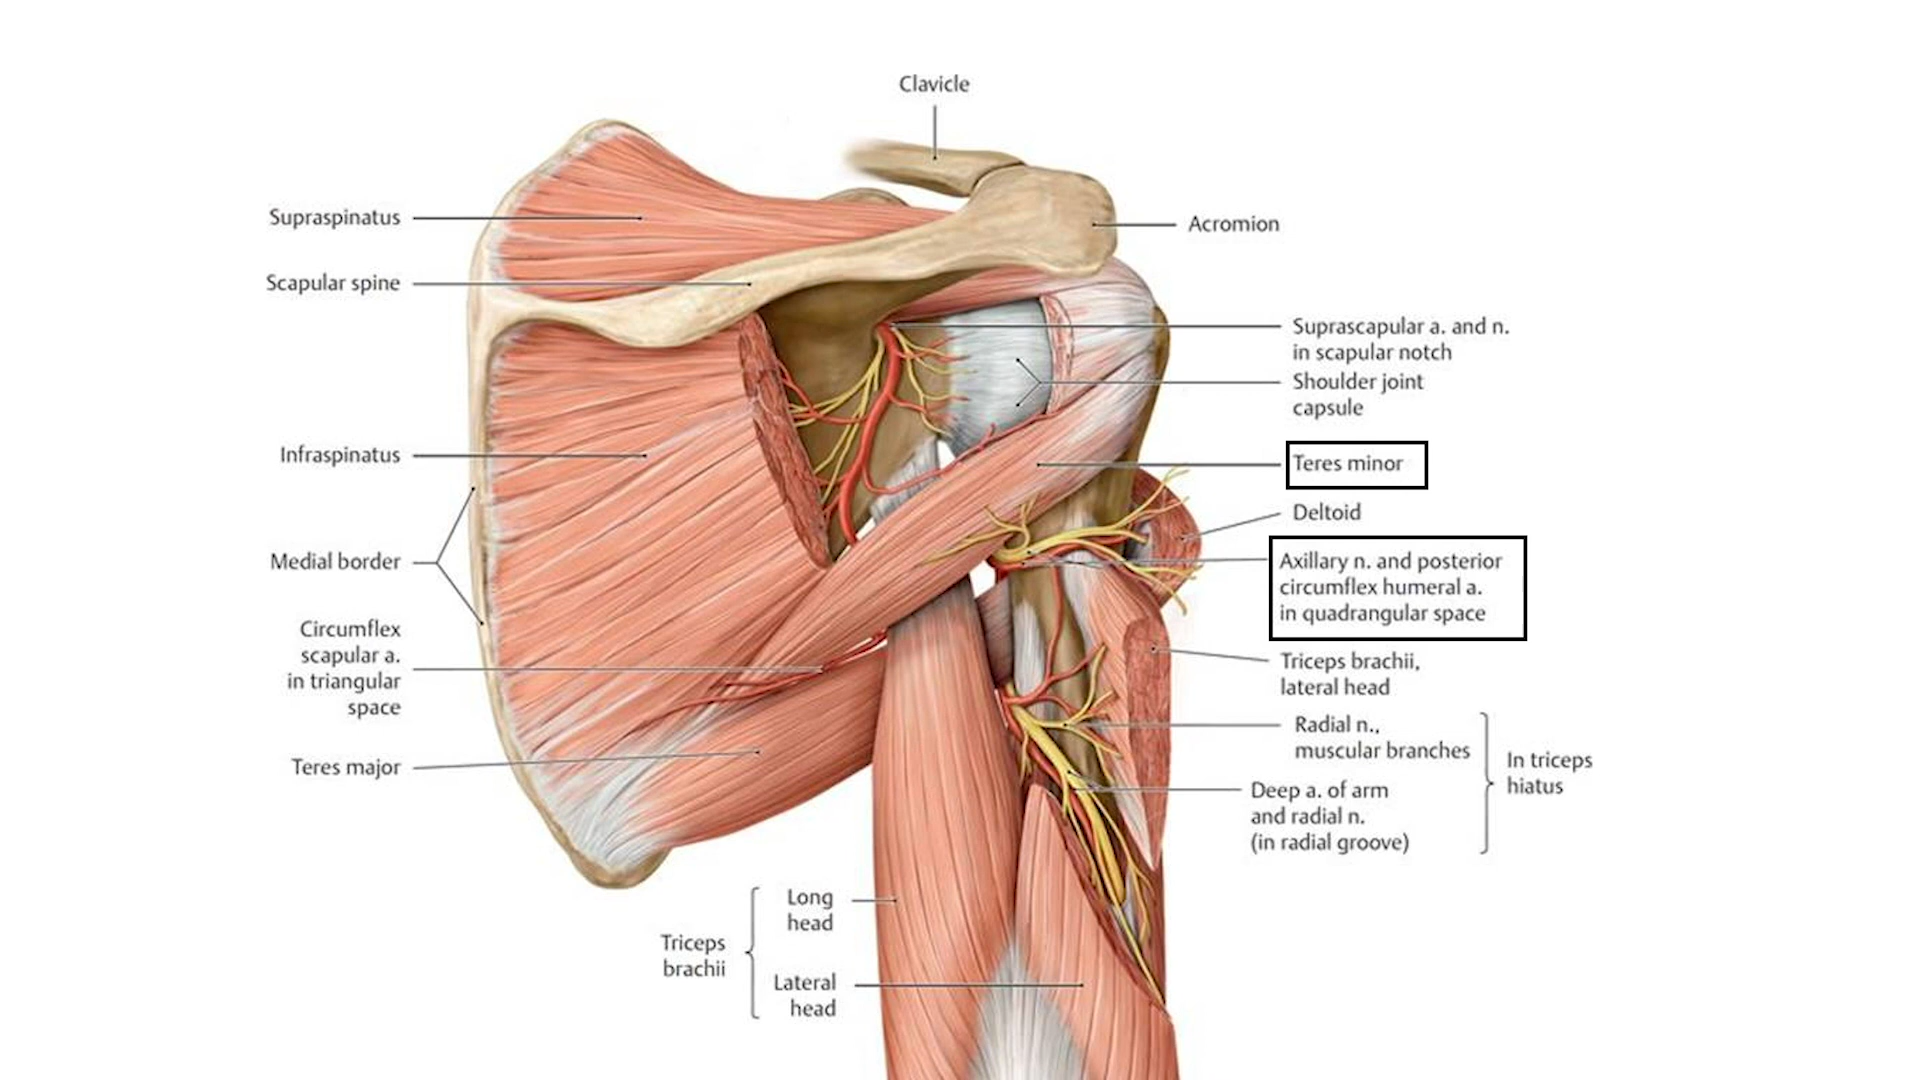 Clavicle
Supraspinatus
Acromion
Scapular spine
Suprascapular a. and n.
in scapular notch
Shoulder joint
capsule
Infraspinatus
Teres minor
Deltoid
Medial border
Axillary n. and posterior
circumflex humeral a.
in quadrangular space
Circumflex
scapular a.
in triangular
space
Triceps brachii,
lateral head
Teres major
Radial n.,
muscular branches
In triceps
hiatus
Deep a. of arm
and radial n.
(in radial groove)
Long
head
Triceps
brachii
Lateral
head